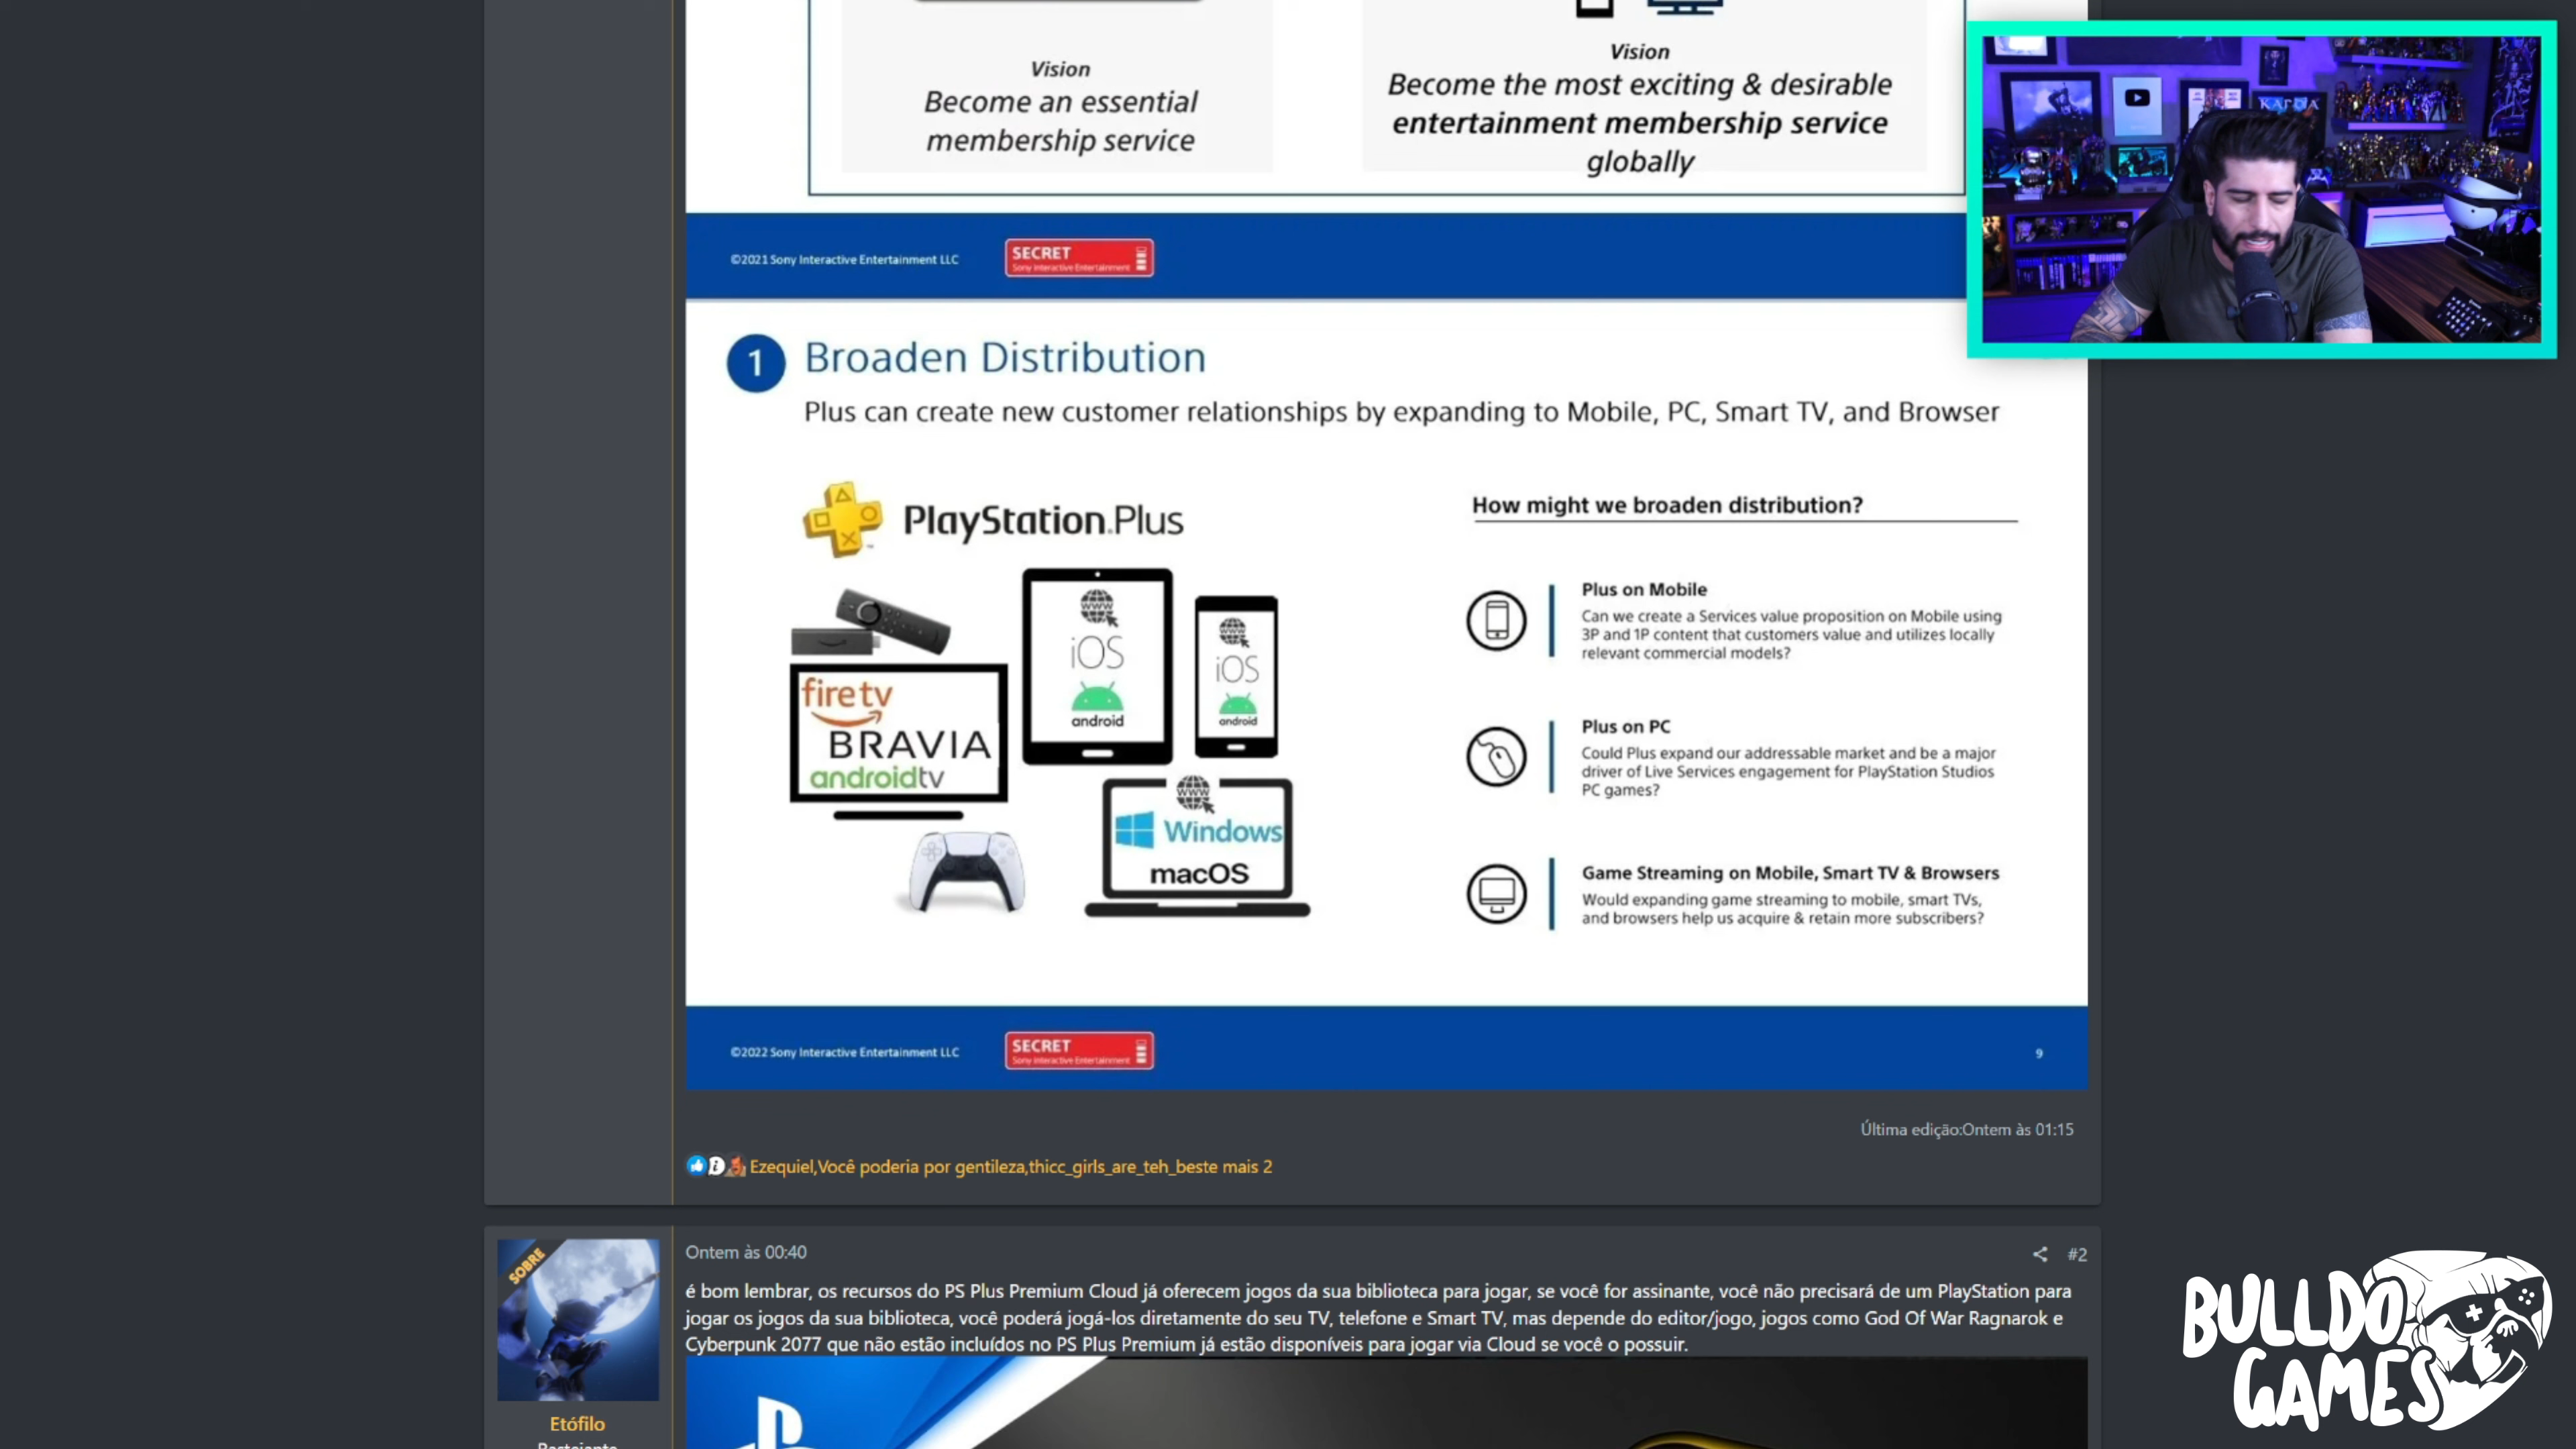 Vision
Become an essential
membership service
Vision
Become the most exciting & desirable
entertainment membership service
globally
©2021 Sony Interactive Entertainment LLC
SECRET
Sony Interactive Entertainment
1
Broaden Distribution
Plus can create new customer relationships by expanding to Mobile, PC, Smart TV, and Browser
PlayStation.Plus
How might we broaden distribution?
www
iOS
android
www
iOS
android
firetv
BRAVIA
androidtv
www
Windows
macOS
Plus on Mobile
Can we create a Services value proposition on Mobile using
3P and 1P content that customers value and utilizes locally
relevant commercial models?
Plus on PC
Could Plus expand our addressable market and be a major
driver of Live Services engagement for PlayStation Studios
PC games?
Game Streaming on Mobile, Smart TV & Browsers
Would expanding game streaming to mobile, smart TVs,
and browsers help us acquire & retain more subscribers?
©2022 Sony Interactive Entertainment LLC
SECRET
Sony Interactive Entertainment
9
Última edição:Ontem às 01:15
Ezequiel,Você poderia por gentileza,thicc_girls_are_teh_beste mais 2
SOBRE
Etófilo
Ontem às 00:40
#2
é bom lembrar, os recursos do PS Plus Premium Cloud já oferecem jogos da sua biblioteca para jogar, se você for assinante, você não precisará de um PlayStation para
jogar os jogos da sua biblioteca, você poderá jogá-los diretamente do seu TV, telefone e Smart TV, mas depende do editor/jogo, jogos como God Of War Ragnarok e
Cyberpunk 2077 que não estão incluídos no PS Plus Premium já estão disponíveis para jogar via Cloud se você o possuir.
BULLDOG
GAMES